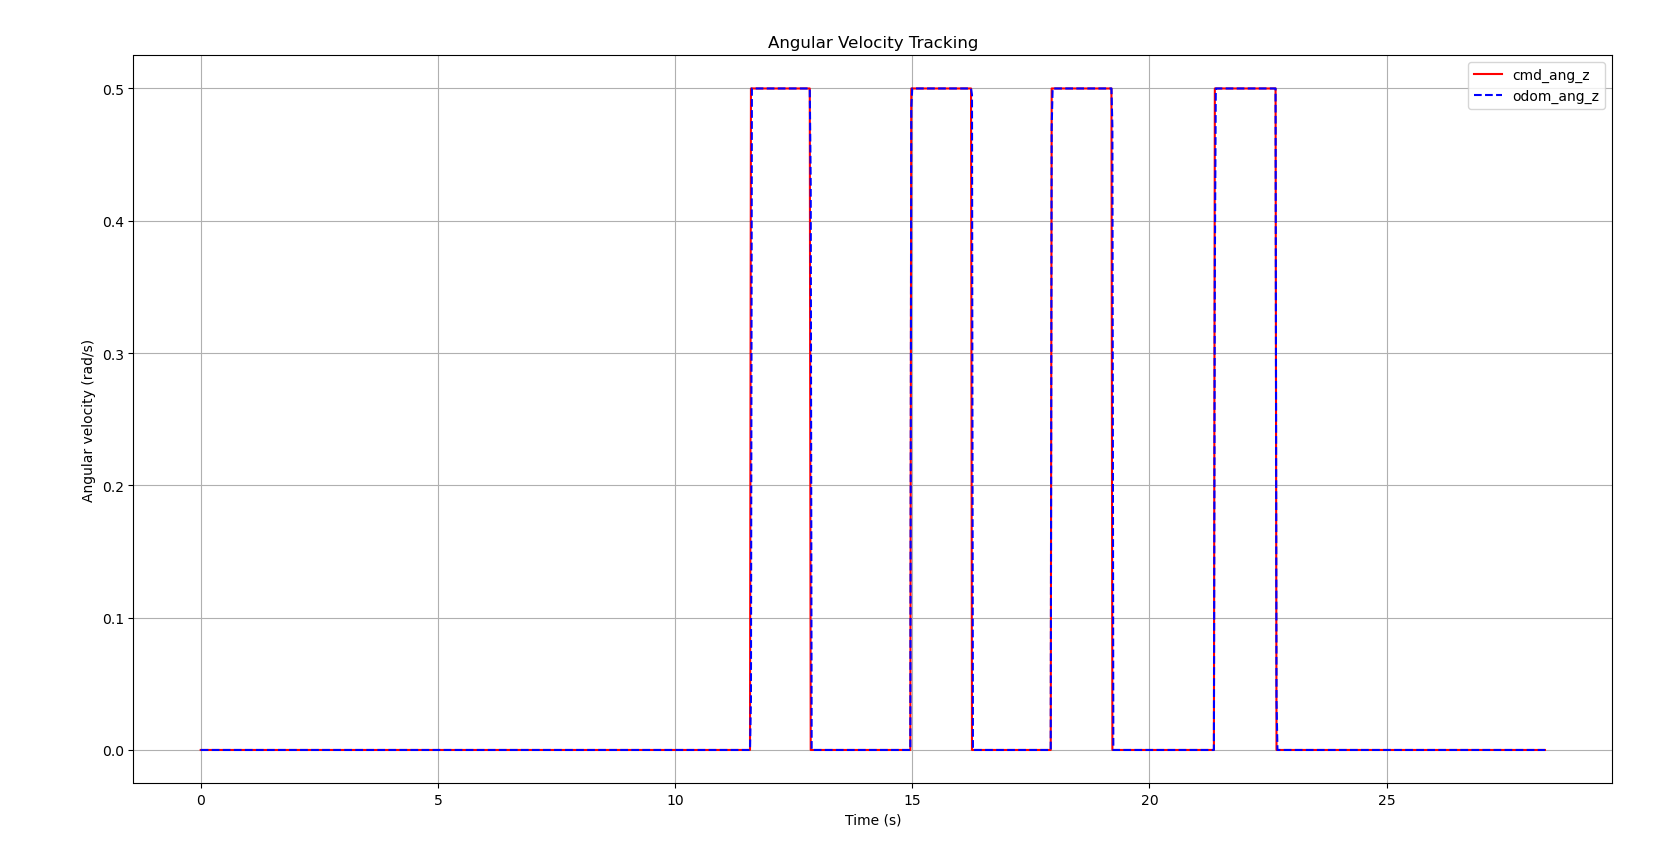 Angular Velocity Tracking
cmd_ang_z
odom_ang_z
Angular velocity (rad/s)
0.5
0.4
0.3
0.2
0.1
0.0
0 5 10 15 20 25
Time (s)